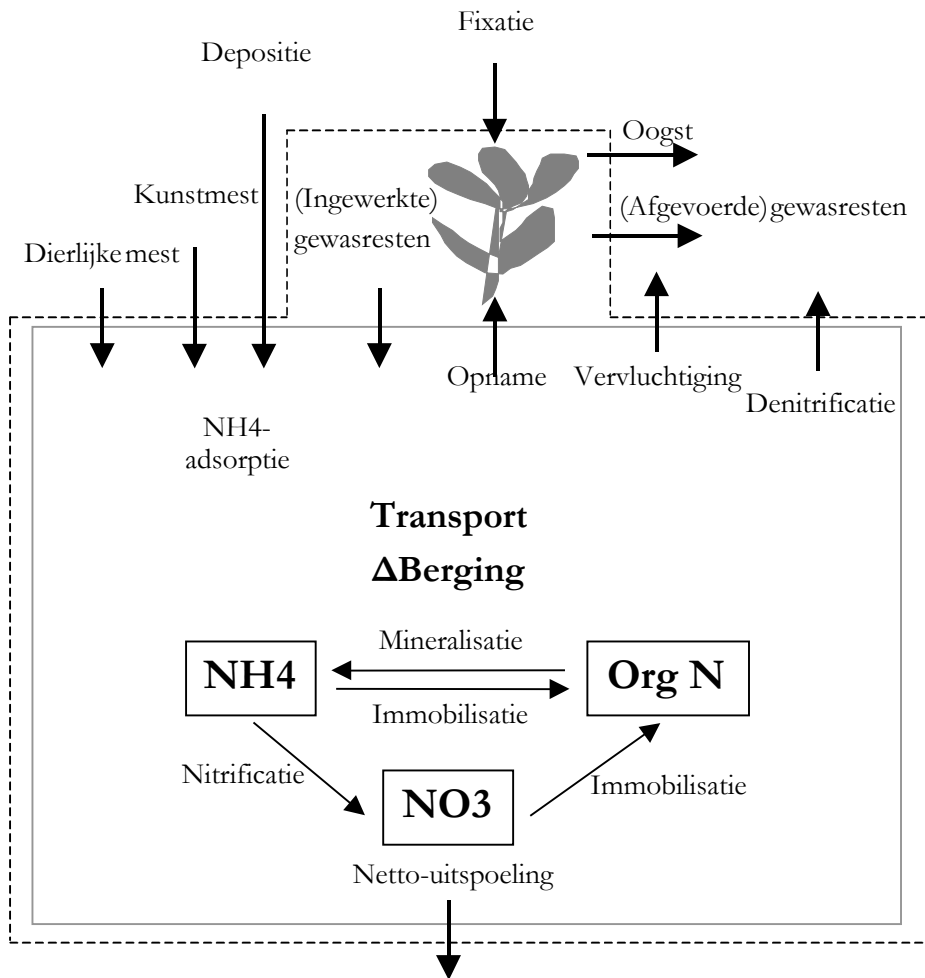 Fixatie
Depositie
Oogst
Kunstmest
(Ingewerkte)
gewasresten
(Afgevoerde) gewasresten
Dierlijke mest
Opname
Vervluchtiging
Denitrificatie
NH4-
adsorptie
Transport
ΔBerging
Mineralisatie
NH4
Org N
Immobilisatie
Nitrificatie
Immobilisatie
NO3
Netto-uitspoeling